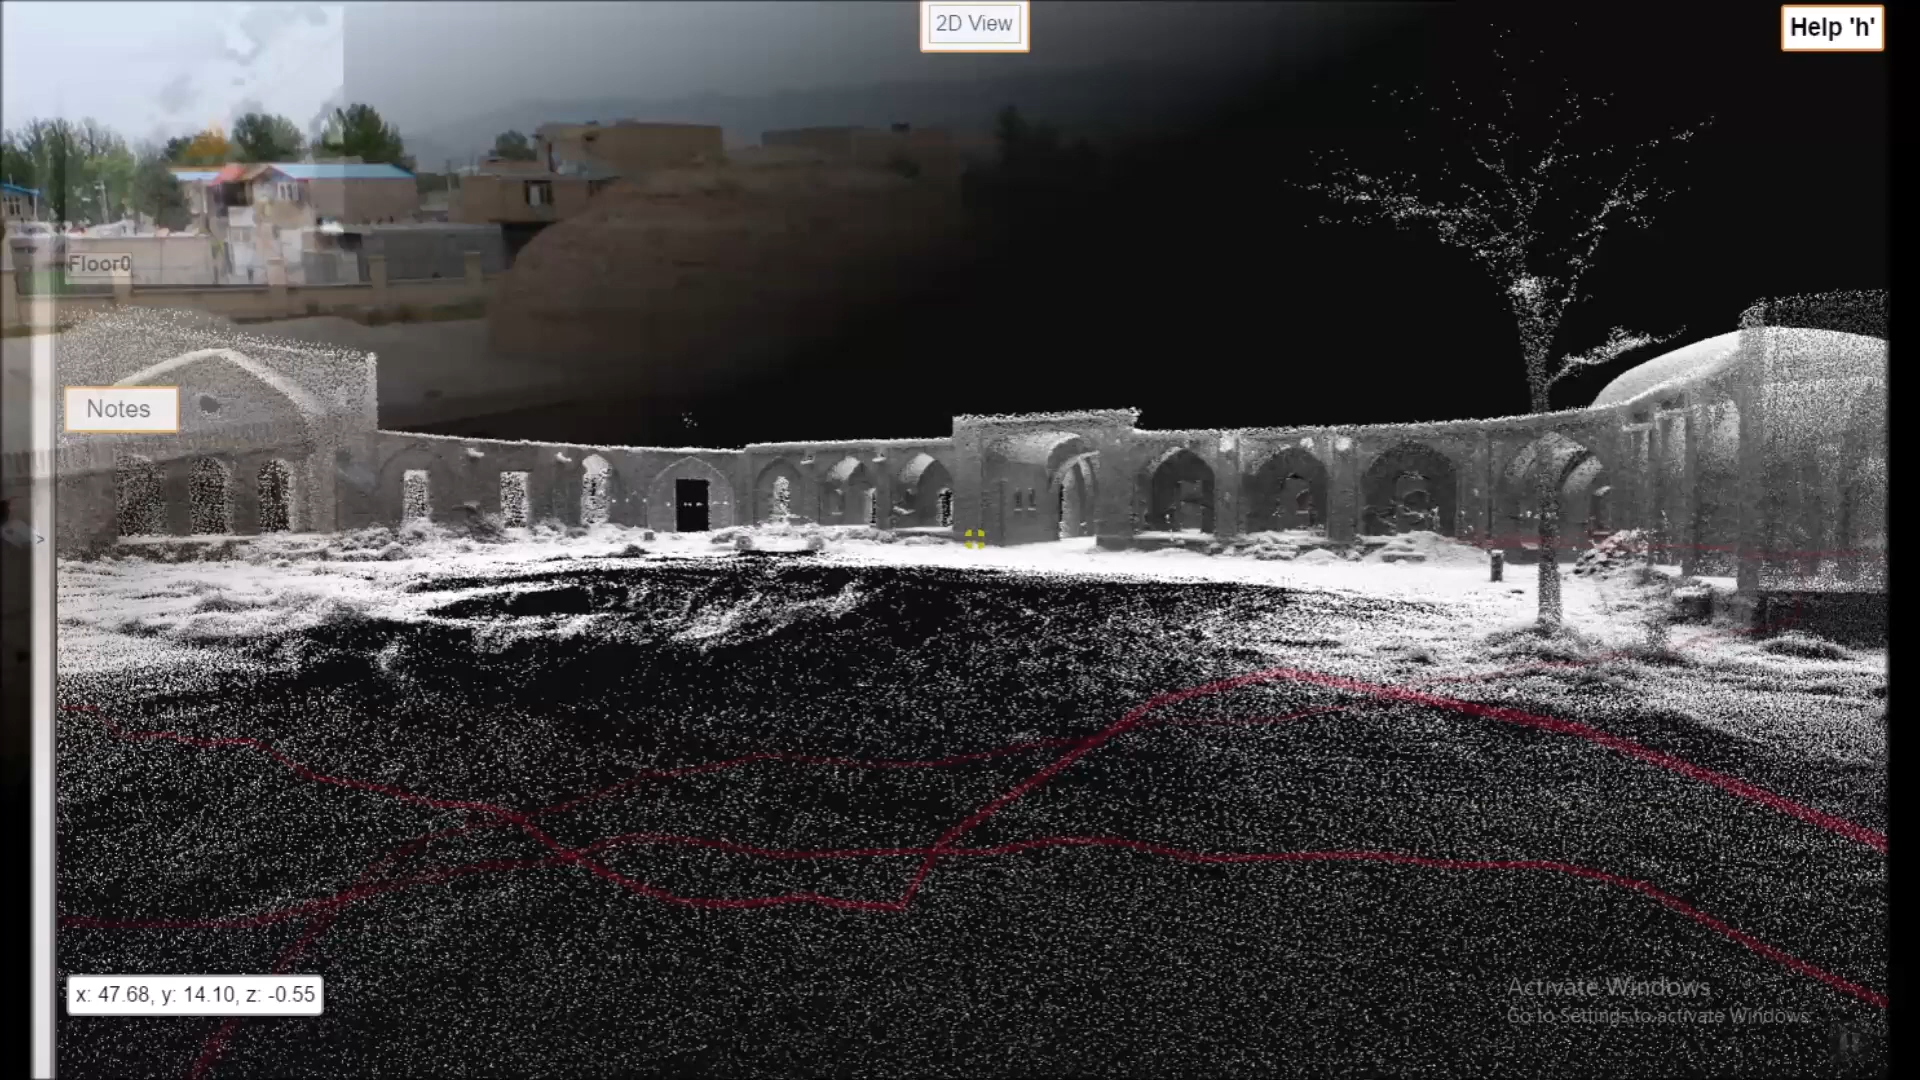 2D View
Help 'h'
Floor0
Notes
>
x: 47.68, y: 14.10, z: -0.55
Activate Windows
Go to Settings to activate Windows.